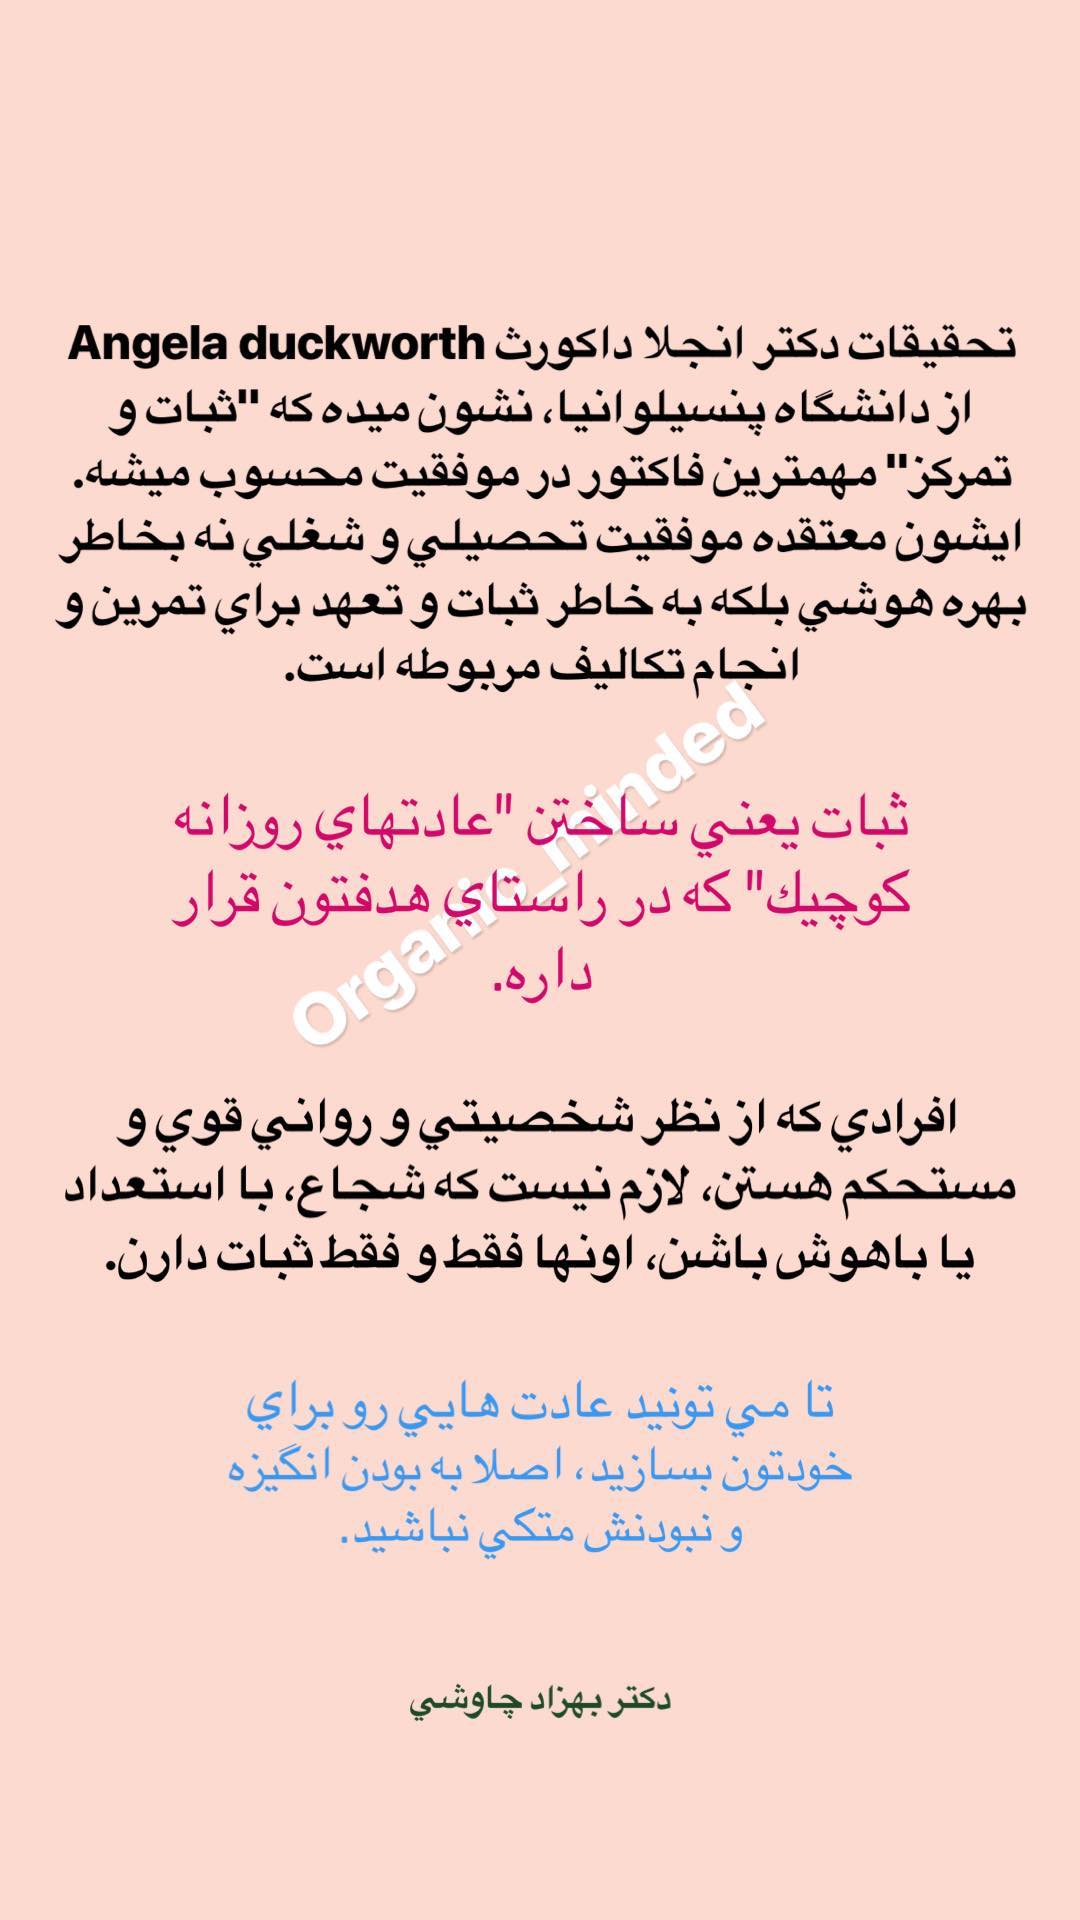 تحقيقات دكتر انجلا داكورث Angela duckworth
از دانشگاه پنسيلوانيا، نشون ميده كه "ثبات و
تمركز" مهمترين فاكتور در موفقيت محسوب ميشه.
ايشون معتقده موفقيت تحصيلي و شغلي نه بخاطر
بهره هوشي بلكه به خاطر ثبات و تعهد براي تمرين و
انجام تكاليف مربوطه است.
ثبات يعني ساختن "عادتهاي روزانه
كوچيك" كه در راستاي هدفتون قرار
داره.
Organic_minded
افرادي كه از نظر شخصيتي و رواني قوي و
مستحكم هستن، لازم نيست كه شجاع، با استعداد
يا باهوش باشن، اونها فقط و فقط ثبات دارن.
تا مي تونيد عادت هايي رو براي
خودتون بسازيد، اصلا به بودن انگيزه
و نبودنش متكي نباشيد.
دكتر بهزاد چاوشي